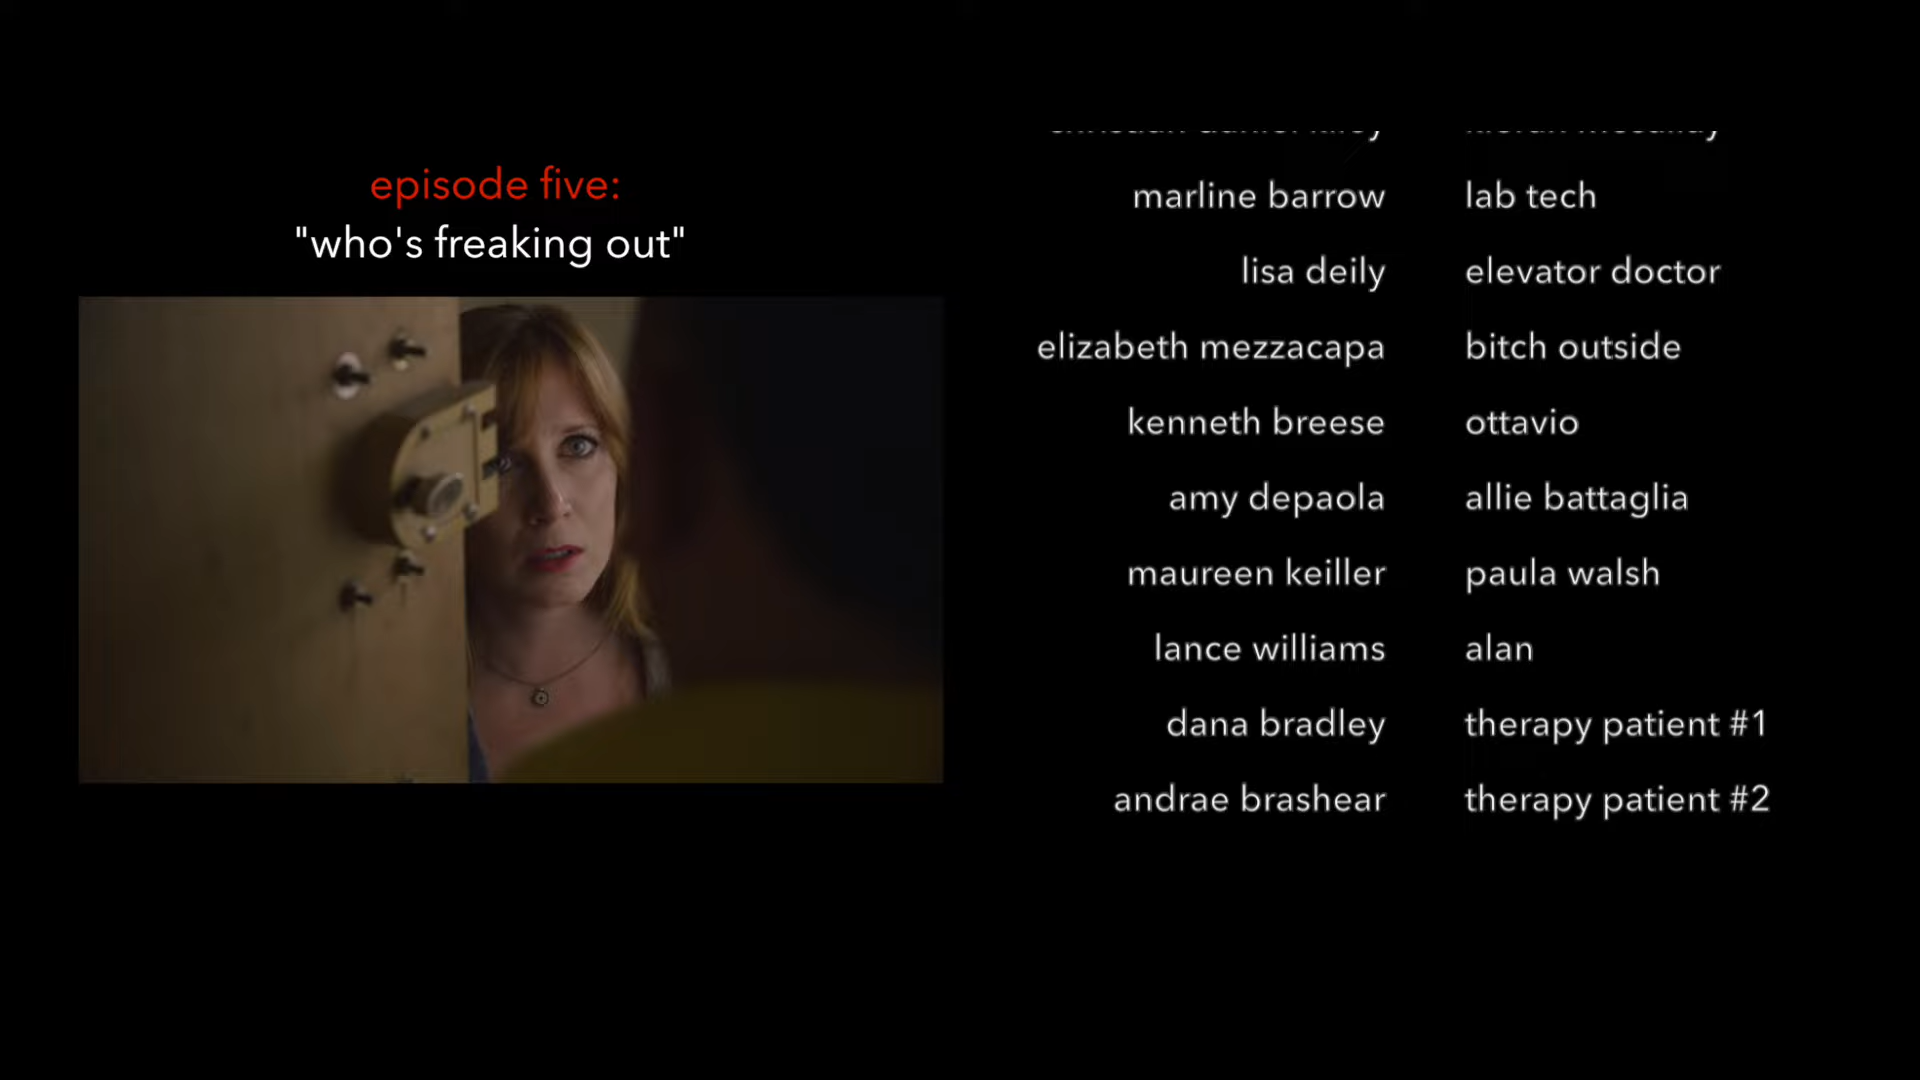 episode five:
"who's freaking out"
marline barrow lab tech
lisa deily elevator doctor
elizabeth mezzacapa bitch outside
kenneth breese ottavio
amy depaola allie battaglia
maureen keiller paula walsh
lance williams alan
dana bradley therapy patient #1
andrae brashear therapy patient #2